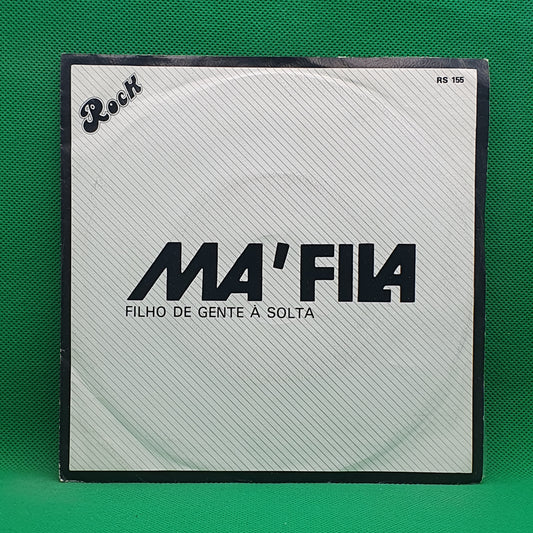 Rock
RS 155
MA'FILA
FILHO DE GENTE À SOLTA